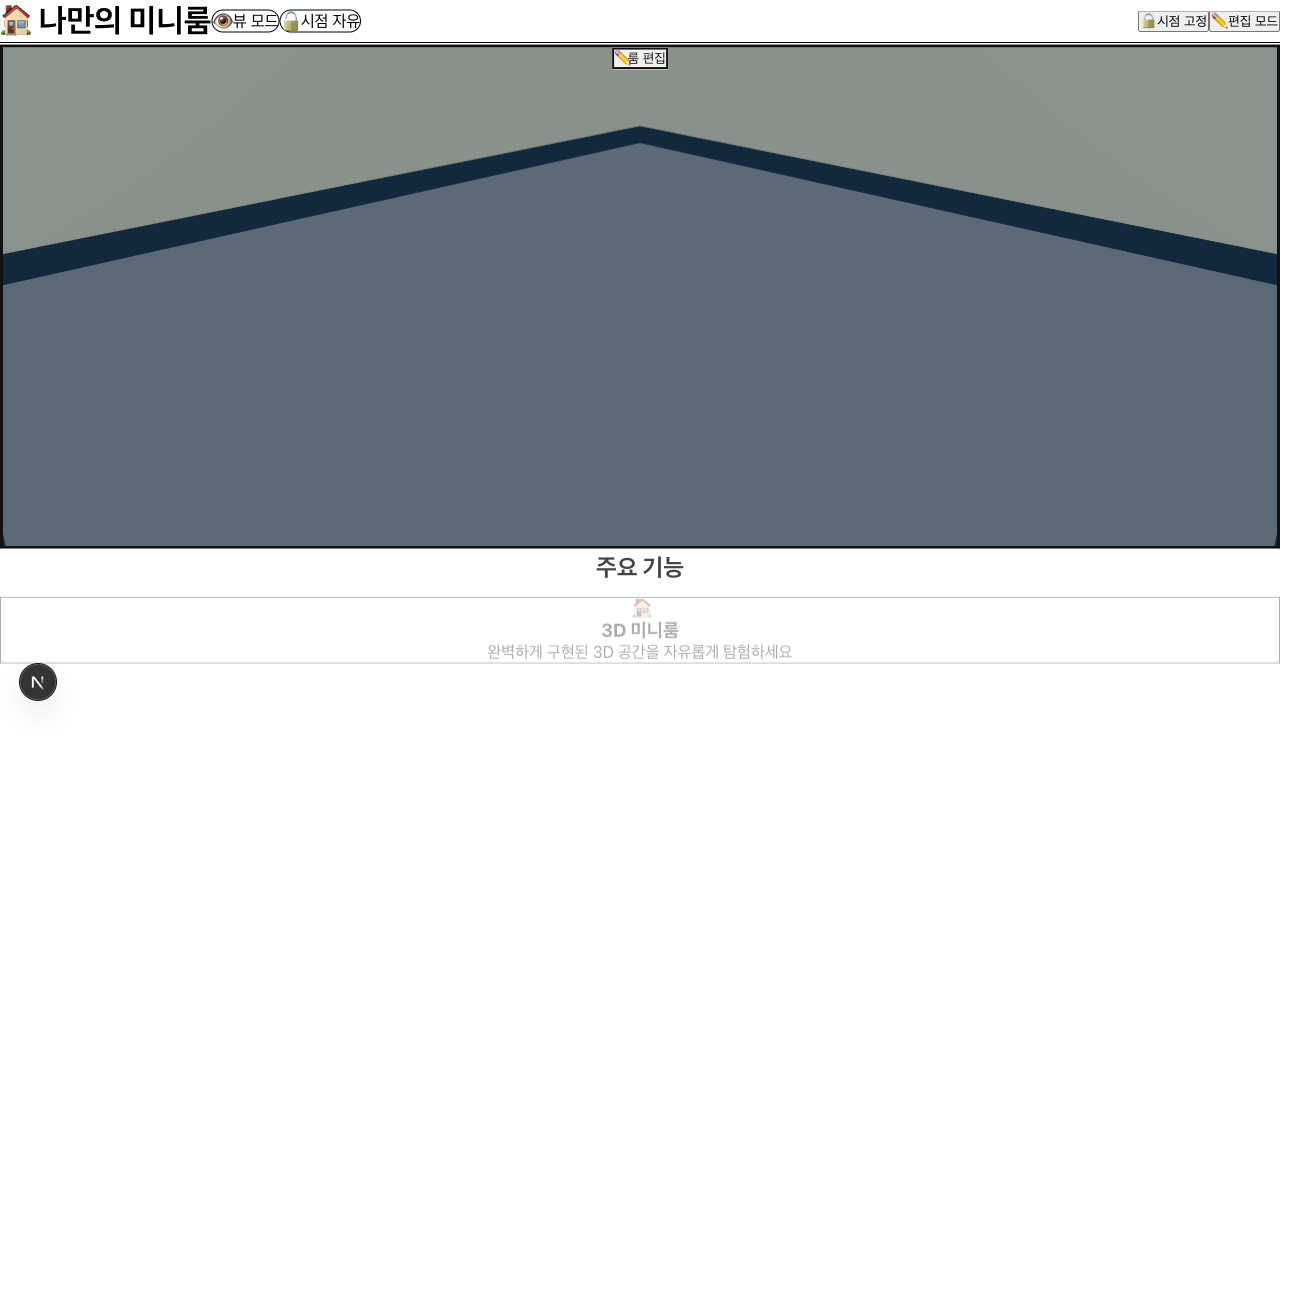 나만의 미니룸
뷰 모드
시점 자유
시점 고정
편집 모드
룸 편집
주요 기능
3D 미니룸
완벽하게 구현된 3D 공간을 자유롭게 탐험하세요
N